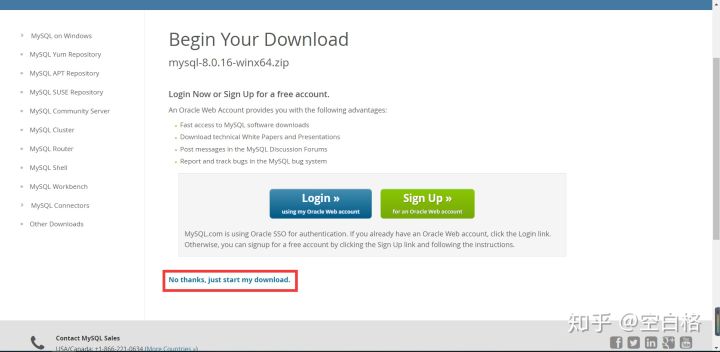 MySQL on Windows
MySQL Yum Repository
MySQL APT Repository
MySQL SUSE Repository
MySQL Community Server
MySQL Cluster
MySQL Router
MySQL Shell
MySQL Workbench
MySQL Connectors
Other Downloads
Begin Your Download
mysql-8.0.16-winx64.zip
Login Now or Sign Up for a free account.
An Oracle Web Account provides you with the following advantages:
Fast access to MySQL software downloads
Download technical White Papers and Presentations
Post messages in the MySQL Discussion Forums
Report and track bugs in the MySQL bug system
Login »
using my Oracle Web account
Sign Up »
for an Oracle Web account
MySQL.com is using Oracle SSO for authentication. If you already have an Oracle Web account, click the Login link.
Otherwise, you can signup for a free account by clicking the Sign Up link and following the instructions.
No thanks, just start my download.
Contact MySQL Sales
USA/Canada: +1-866-221-0634 (More Countries »)
知乎 @空白格